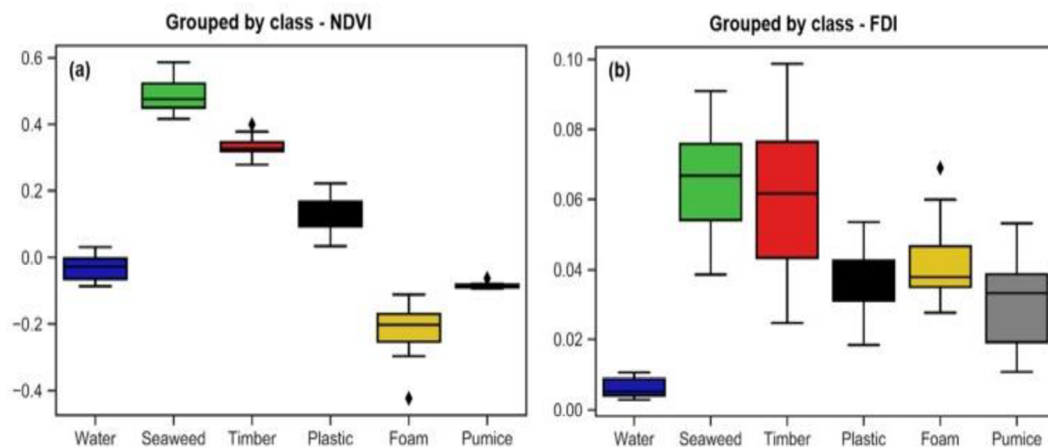 Grouped by class - NDVI
(a)
0.6
0.4
0.2
0.0
−0.2
−0.4
Water Seaweed Timber Plastic Foam Pumice
Grouped by class - FDI
(b)
0.10
0.08
0.06
0.04
0.02
0.00
Water Seaweed Timber Plastic Foam Pumice